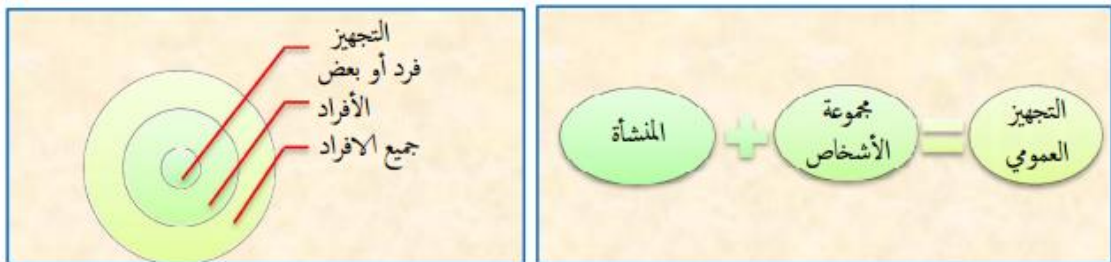 التجهيز
فرد أو بعض
الأفراد
جميع الافراد
المنشأة
مجموعة
الأشخاص
التجهيز
العمومي